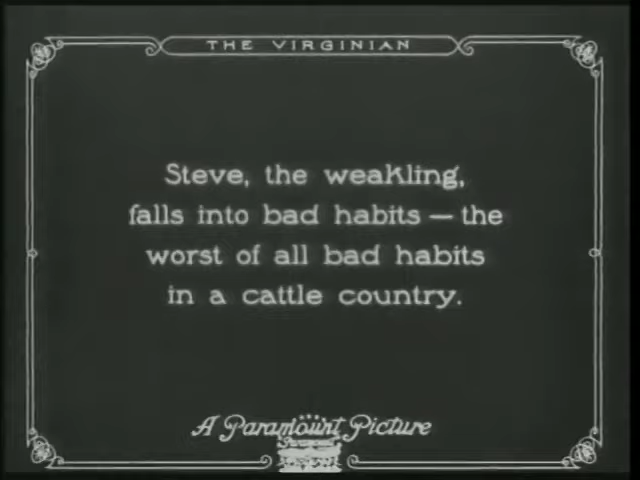 THE VIRGINIAN
Steve, the weakling,
falls into bad habits — the
worst of all bad habits
in a cattle country.
A Paramount Picture
Paramount